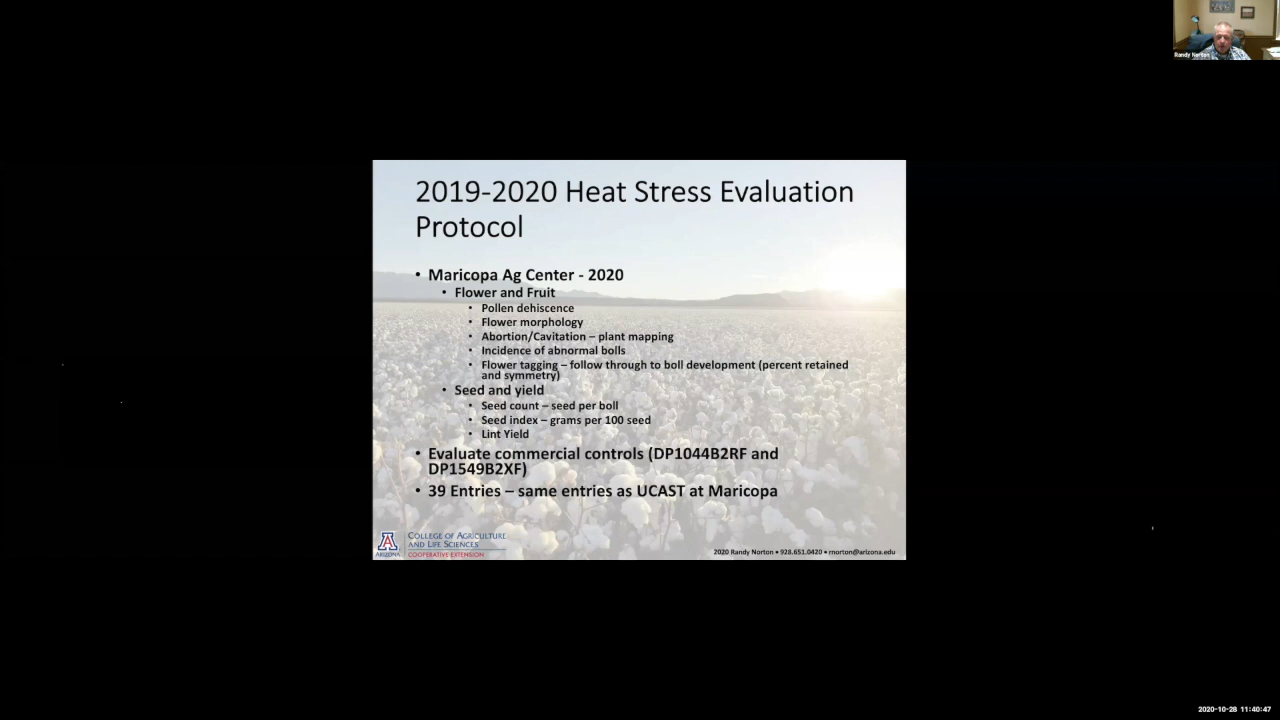 Randy Norton
2019-2020 Heat Stress Evaluation
Protocol
• Maricopa Ag Center - 2020
• Flower and Fruit
• Pollen dehiscence
• Flower morphology
• Abortion/Cavitation – plant mapping
• Incidence of abnormal bolls
• Flower tagging – follow through to boll development (percent retained
and symmetry)
• Seed and yield
• Seed count – seed per boll
• Seed index – grams per 100 seed
• Lint Yield
• Evaluate commercial controls (DP1044B2RF and
DP1549B2XF)
• 39 Entries – same entries as UCAST at Maricopa
A
ARIZONA
COLLEGE OF AGRICULTURE
AND LIFE SCIENCES
COOPERATIVE EXTENSION
2020 Randy Norton • 928.651.0420 • rnorton@arizona.edu
2020-10-28 11:40:47